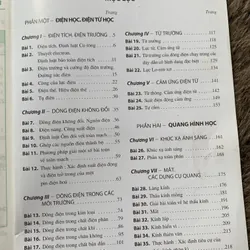 Trang
PHẦN MỘT – ĐIỆN HỌC. ĐIỆN TỪ HỌC
Chương I – ĐIỆN TÍCH. ĐIỆN TRƯỜNG
Bài 1. Điện tích. Định luật Cu-lông
Bài 2. Thuyết êlectron.
Định luật bảo toàn điện tích
Bài 3. Điện trường và cường độ điện trường.
Đường sức điện
Bài 4. Công của lực điện
Bài 5. Điện thế. Hiệu điện thế
Bài 6. Tụ điện
Chương II – DÒNG ĐIỆN KHÔNG ĐỔI
Bài 7. Dòng điện không đổi. Nguồn điện
Bài 8. Điện năng. Công suất điện
Bài 9. Định luật Ôm đối với toàn mạch
Bài 10. Ghép các nguồn điện thành bộ
Bài 11. Phương pháp giải một số bài toán
về toàn mạch
Bài 12. Thực hành: Xác định suất điện động
và điện trở trong của một
pin điện hoá
Chương III – DÒNG ĐIỆN TRONG CÁC
MÔI TRƯỜNG
Bài 13. Dòng điện trong kim loại
Bài 14. Dòng điện trong chất điện phân
Bài 15. Dòng điện trong chất khí
Bài 16. Dòng điện trong chân không
Bài 17. Dòng điện trong chất bán dẫn
Trang
Chương IV – TỪ TRƯỜNG
Bài 19. Từ trường
Bài 20. Lực từ. Cảm ứng từ
Bài 21. Từ trường của dòng điện chạy trong các
dây dẫn có hình dạng đặc biệt
Bài 22. Lực Lo-ren-xơ
Chương V – CẢM ỨNG ĐIỆN TỪ
Bài 23. Từ thông. Cảm ứng điện từ
Bài 24. Suất điện động cảm ứng
Bài 25. Tự cảm
PHẦN HAI – QUANG HÌNH HỌC
Chương VI – KHÚC XẠ ÁNH SÁNG
Bài 26. Khúc xạ ánh sáng
Bài 27. Phản xạ toàn phần
Chương VII – MẮT.
CÁC DỤNG CỤ QUANG
Bài 28. Lăng kính
Bài 29. Thấu kính mỏng
Bài 31. Mắt
Bài 32. Kính lúp
Bài 33. Kính hiển vi
Bài 34. Kính thiên văn
Bài 35. Thực hành: Xác định